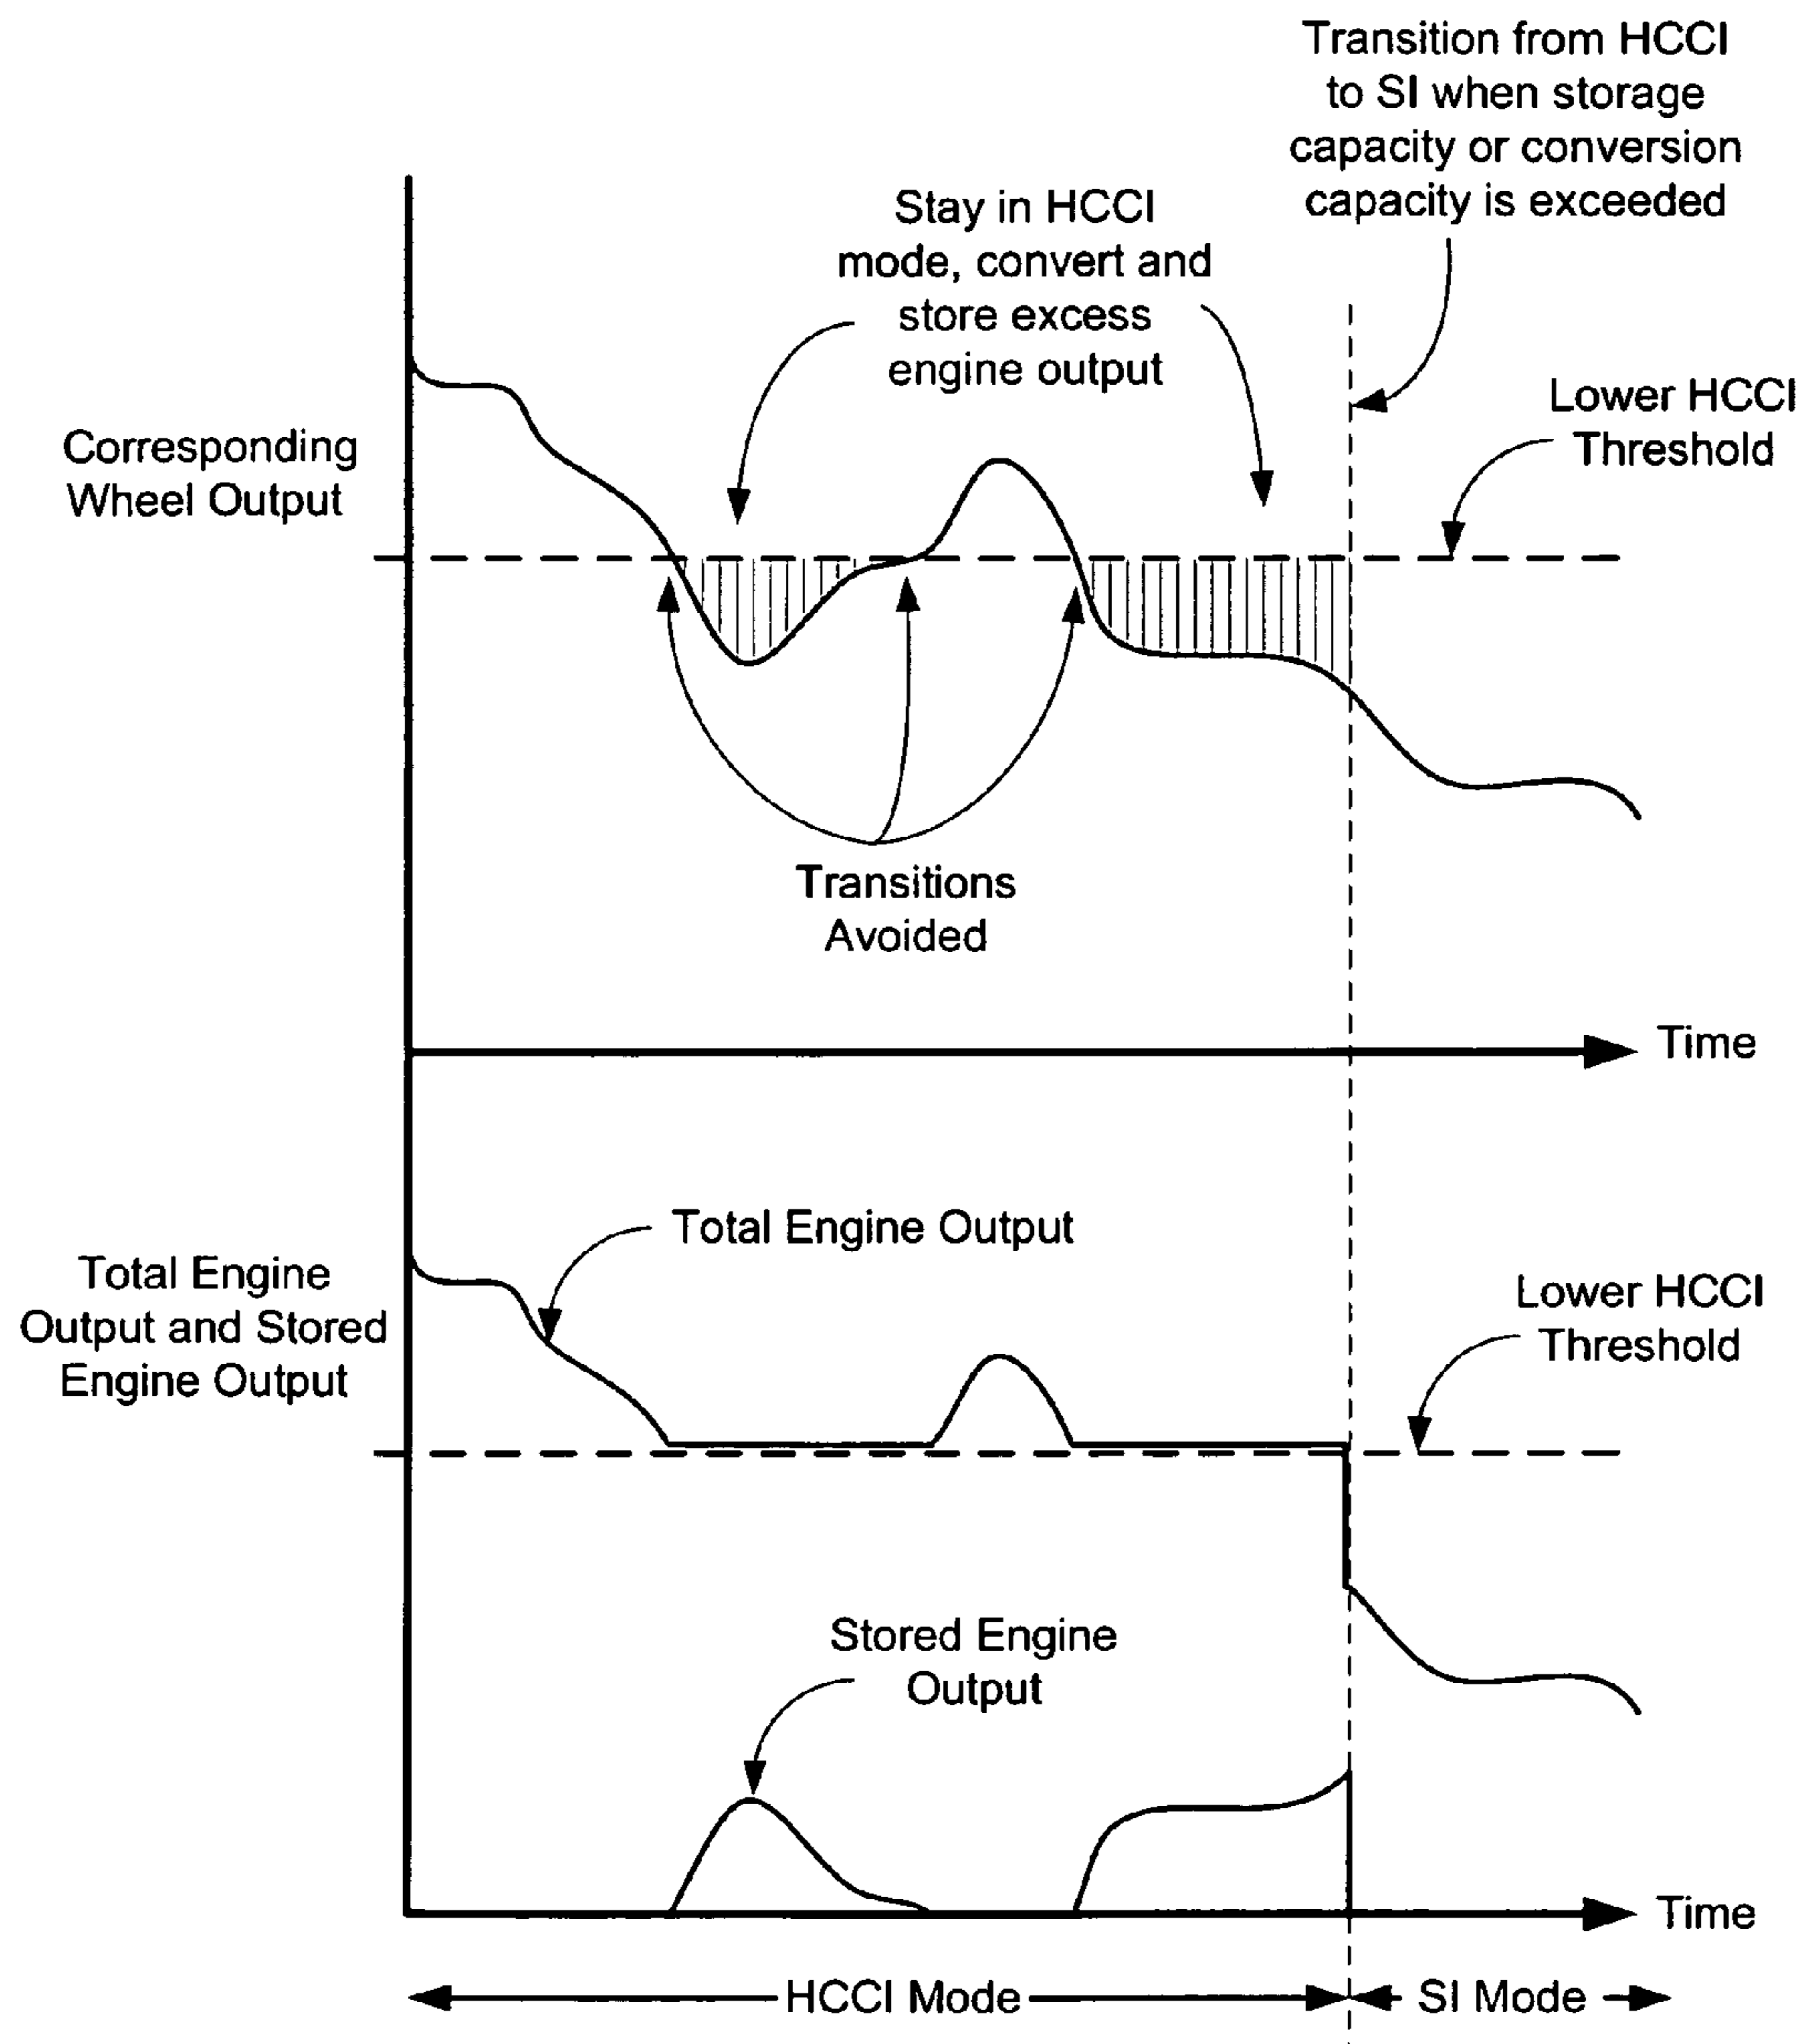 Transition from HCCI
to SI when storage
capacity or conversion
capacity is exceeded
Stay in HCCI
mode, convert and
store excess
engine output
Lower HCCI
Threshold
Corresponding
Wheel Output
Transitions
Avoided
Time
Total Engine Output
Total Engine
Output and Stored
Engine Output
Lower HCCI
Threshold
Stored Engine
Output
Time
HCCI Mode
SI Mode